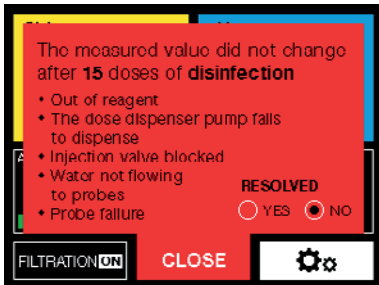 The measured value did not change
after 15 doses of disinfection
• Out of reagent
• The dose dispenser pump fails
to dispense
• Injection valve blocked
• Water not flowing
to probes
• Probe failure
RESOLVED
YES NO
FILTRATION ON
CLOSE